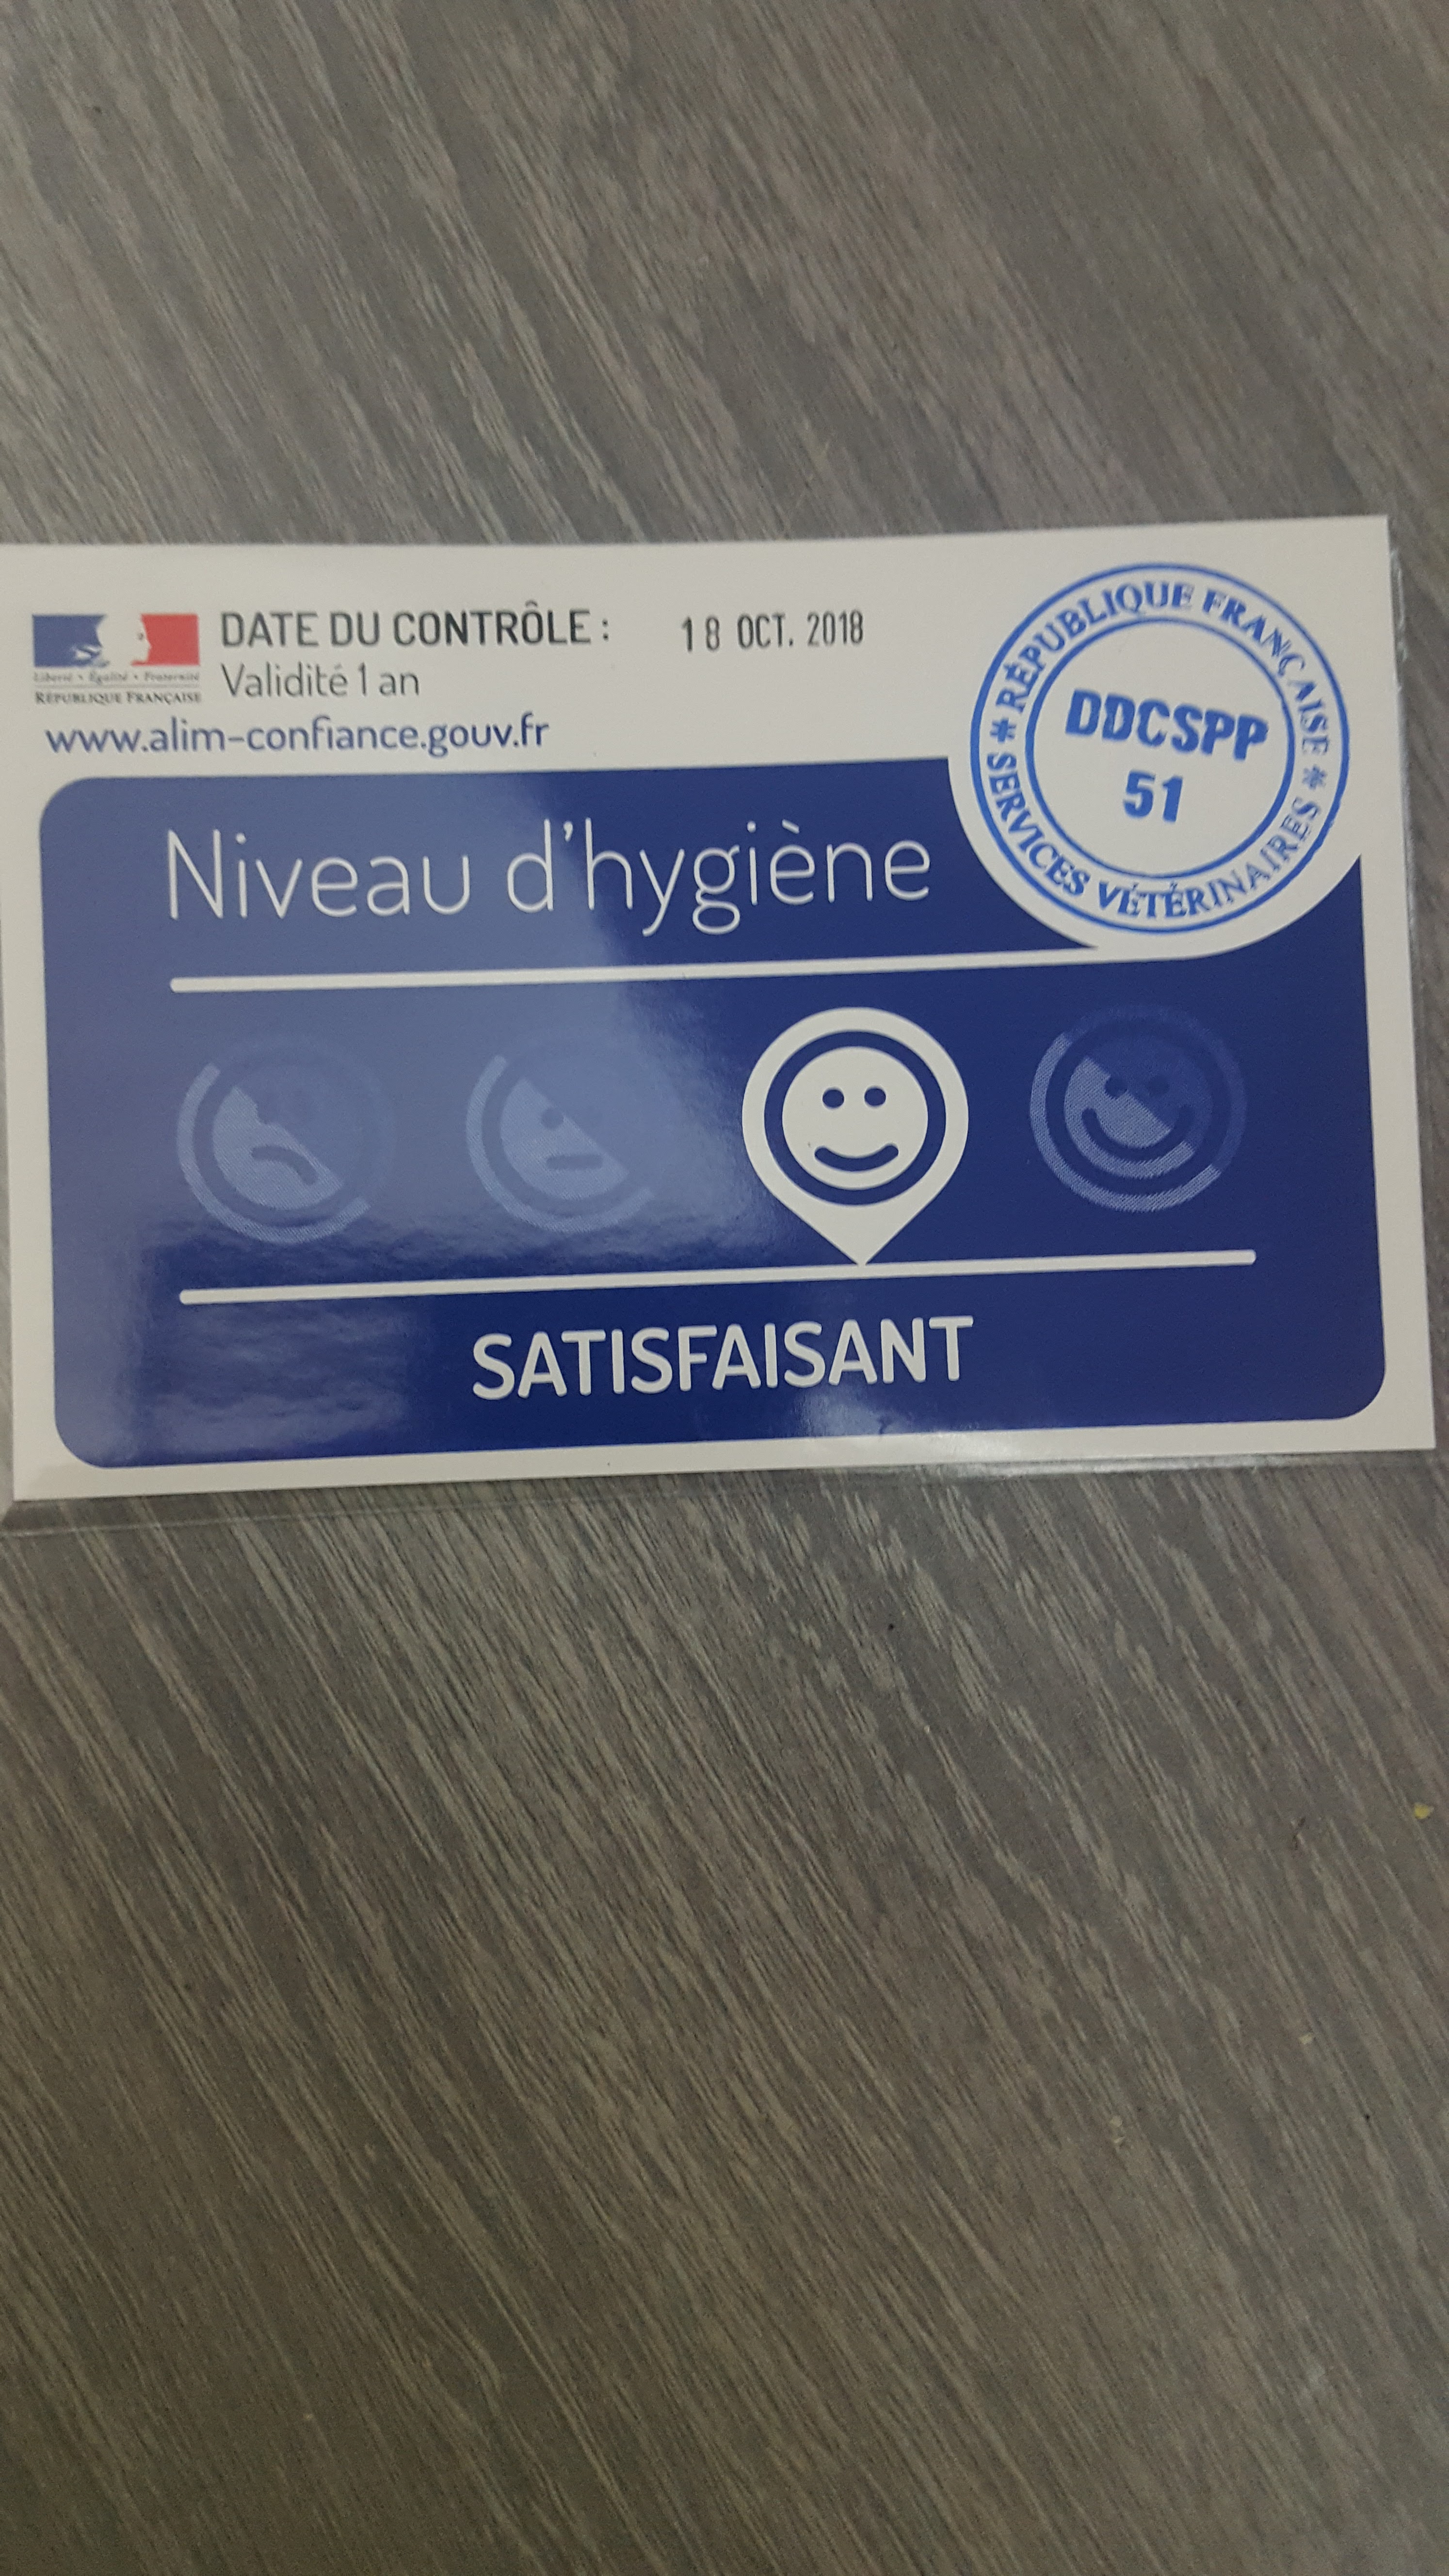 DATE DU CONTRÔLE : 18 OCT. 2018
Validité 1 an
Liberté • Égalité • Fraternité
RÉPUBLIQUE FRANÇAISE
www.alim-confiance.gouv.fr
* RÉPUBLIQUE FRANÇAISE *
DDCSPP
51
SERVICES VÉTÉRINAIRES
Niveau d'hygiène
SATISFAISANT